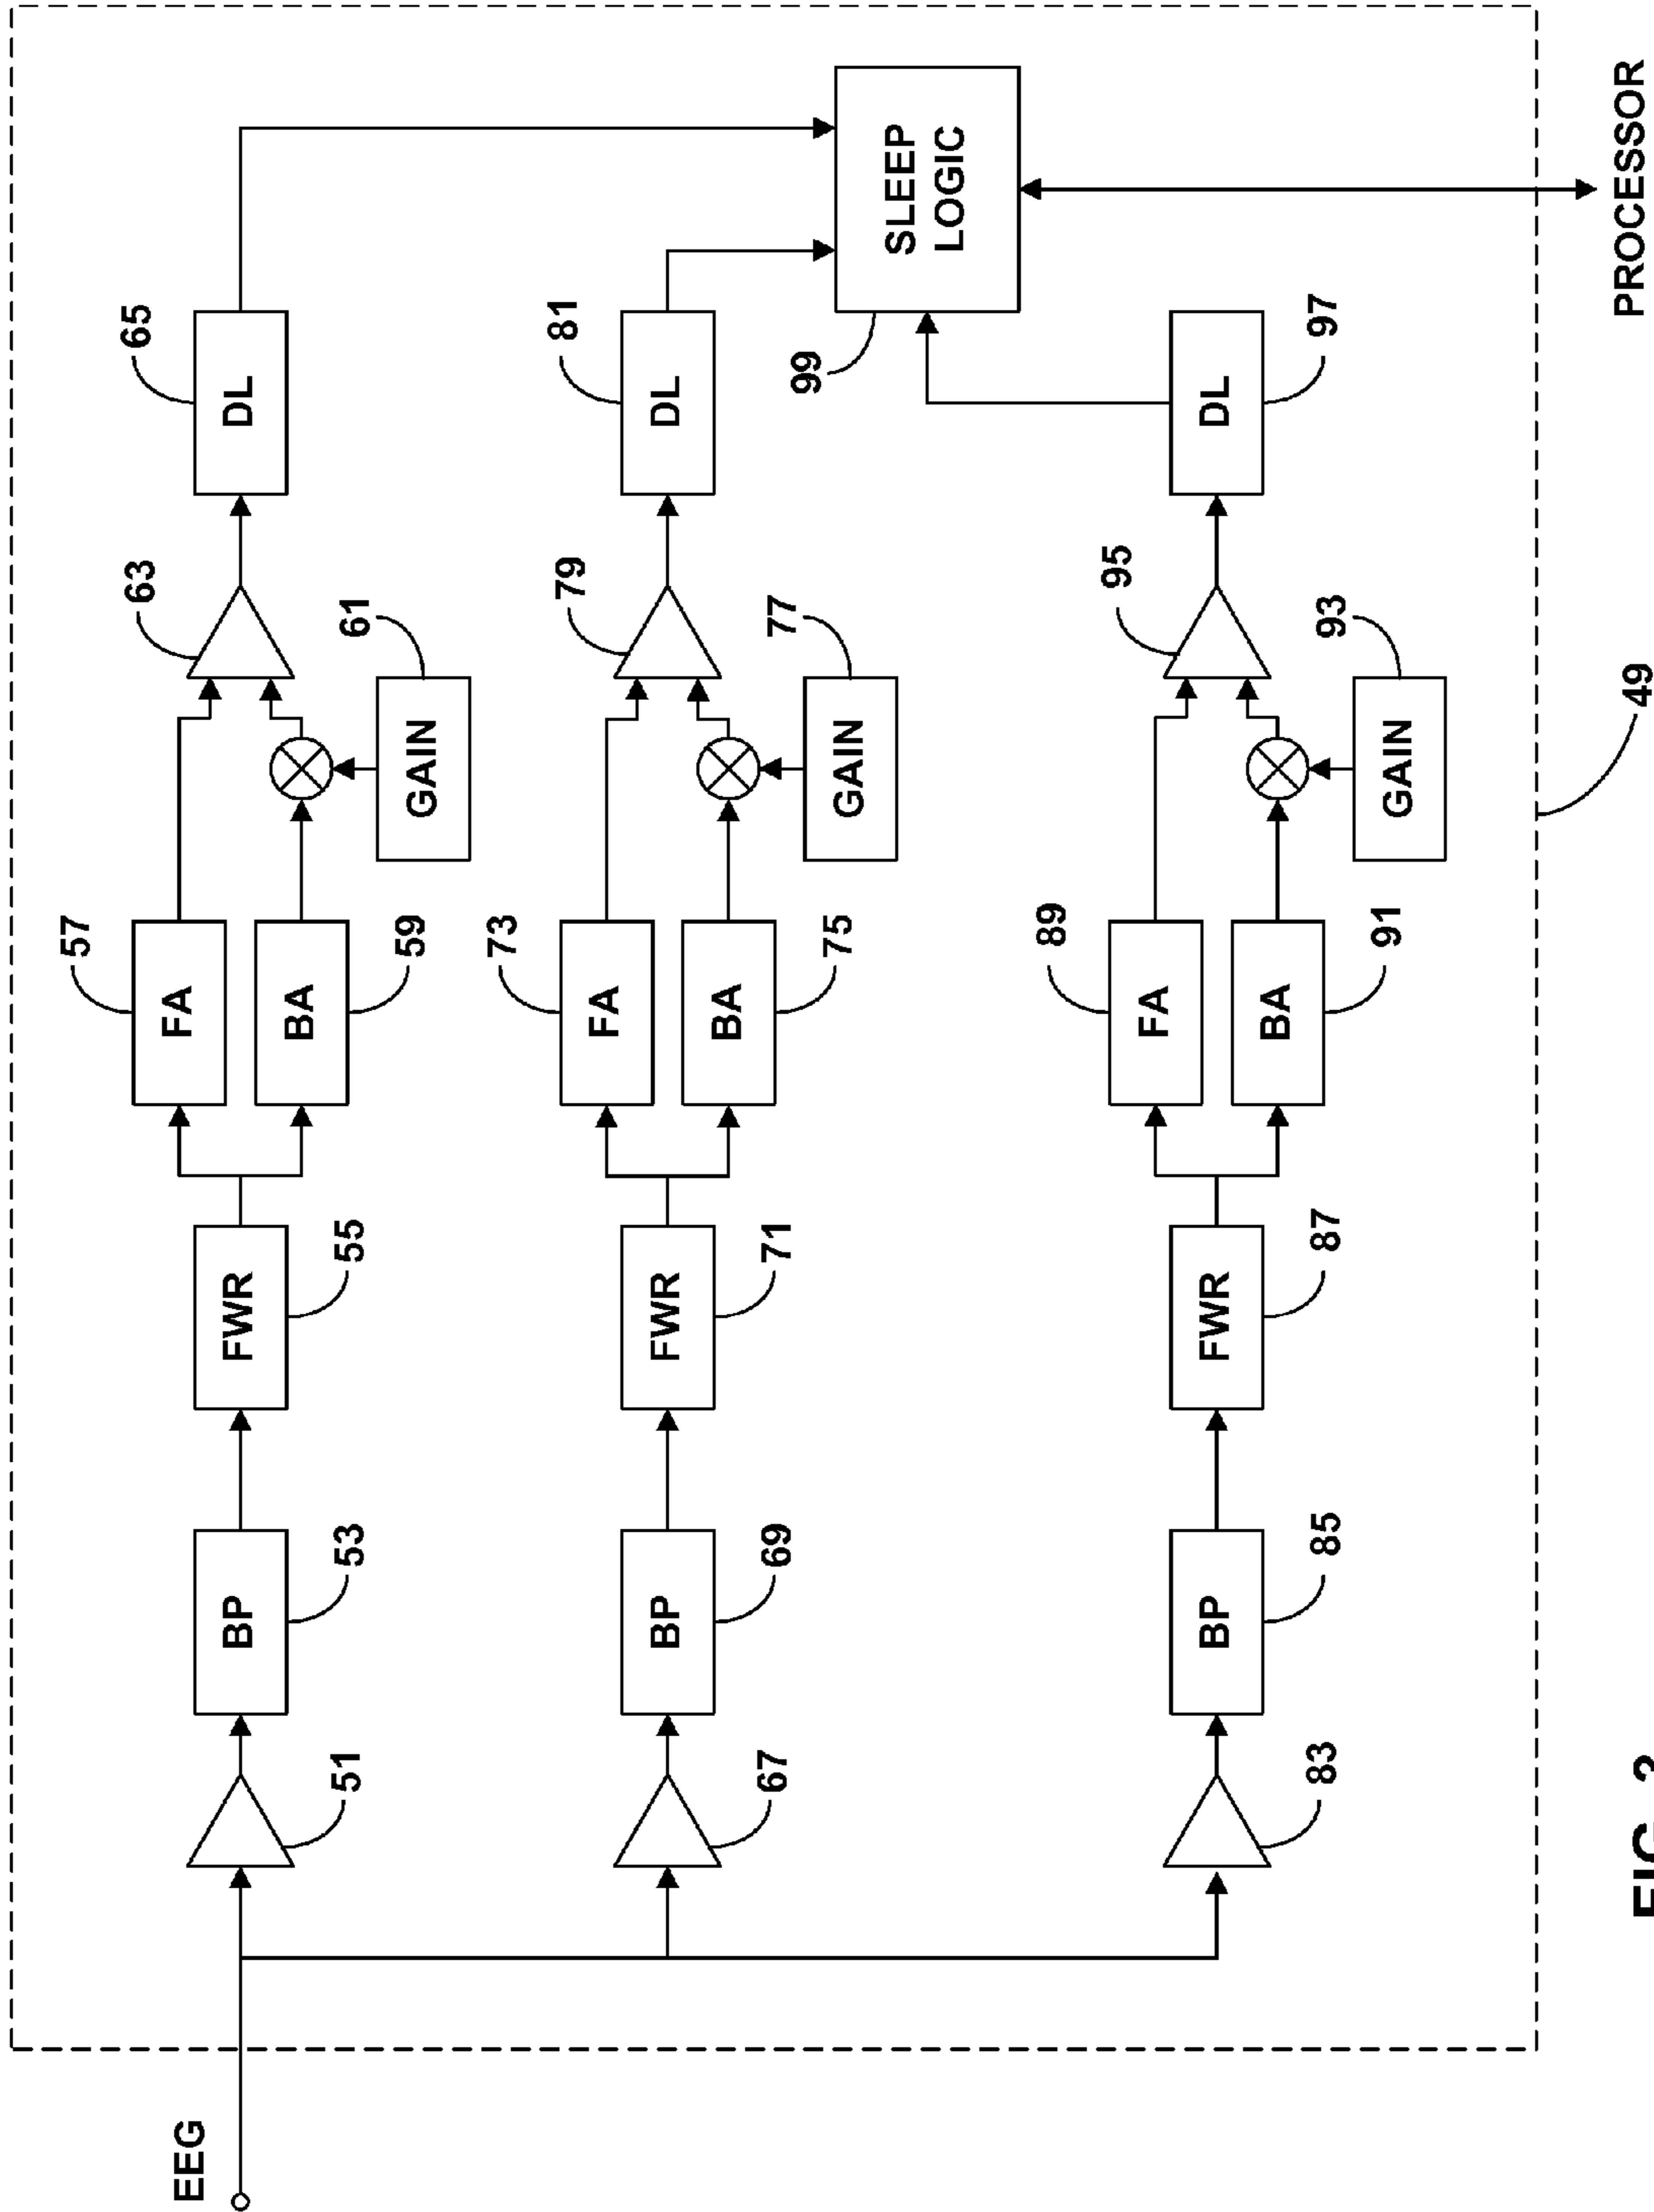 EEG
51
BP
53
FWR
55
FA
57
BA
59
GAIN
61
63
DL
65
67
BP
69
FWR
71
FA
73
BA
75
GAIN
77
79
DL
81
SLEEP
LOGIC
99
83
BP
85
FWR
87
FA
89
BA
91
GAIN
93
95
DL
97
49
PROCESSOR
FIG